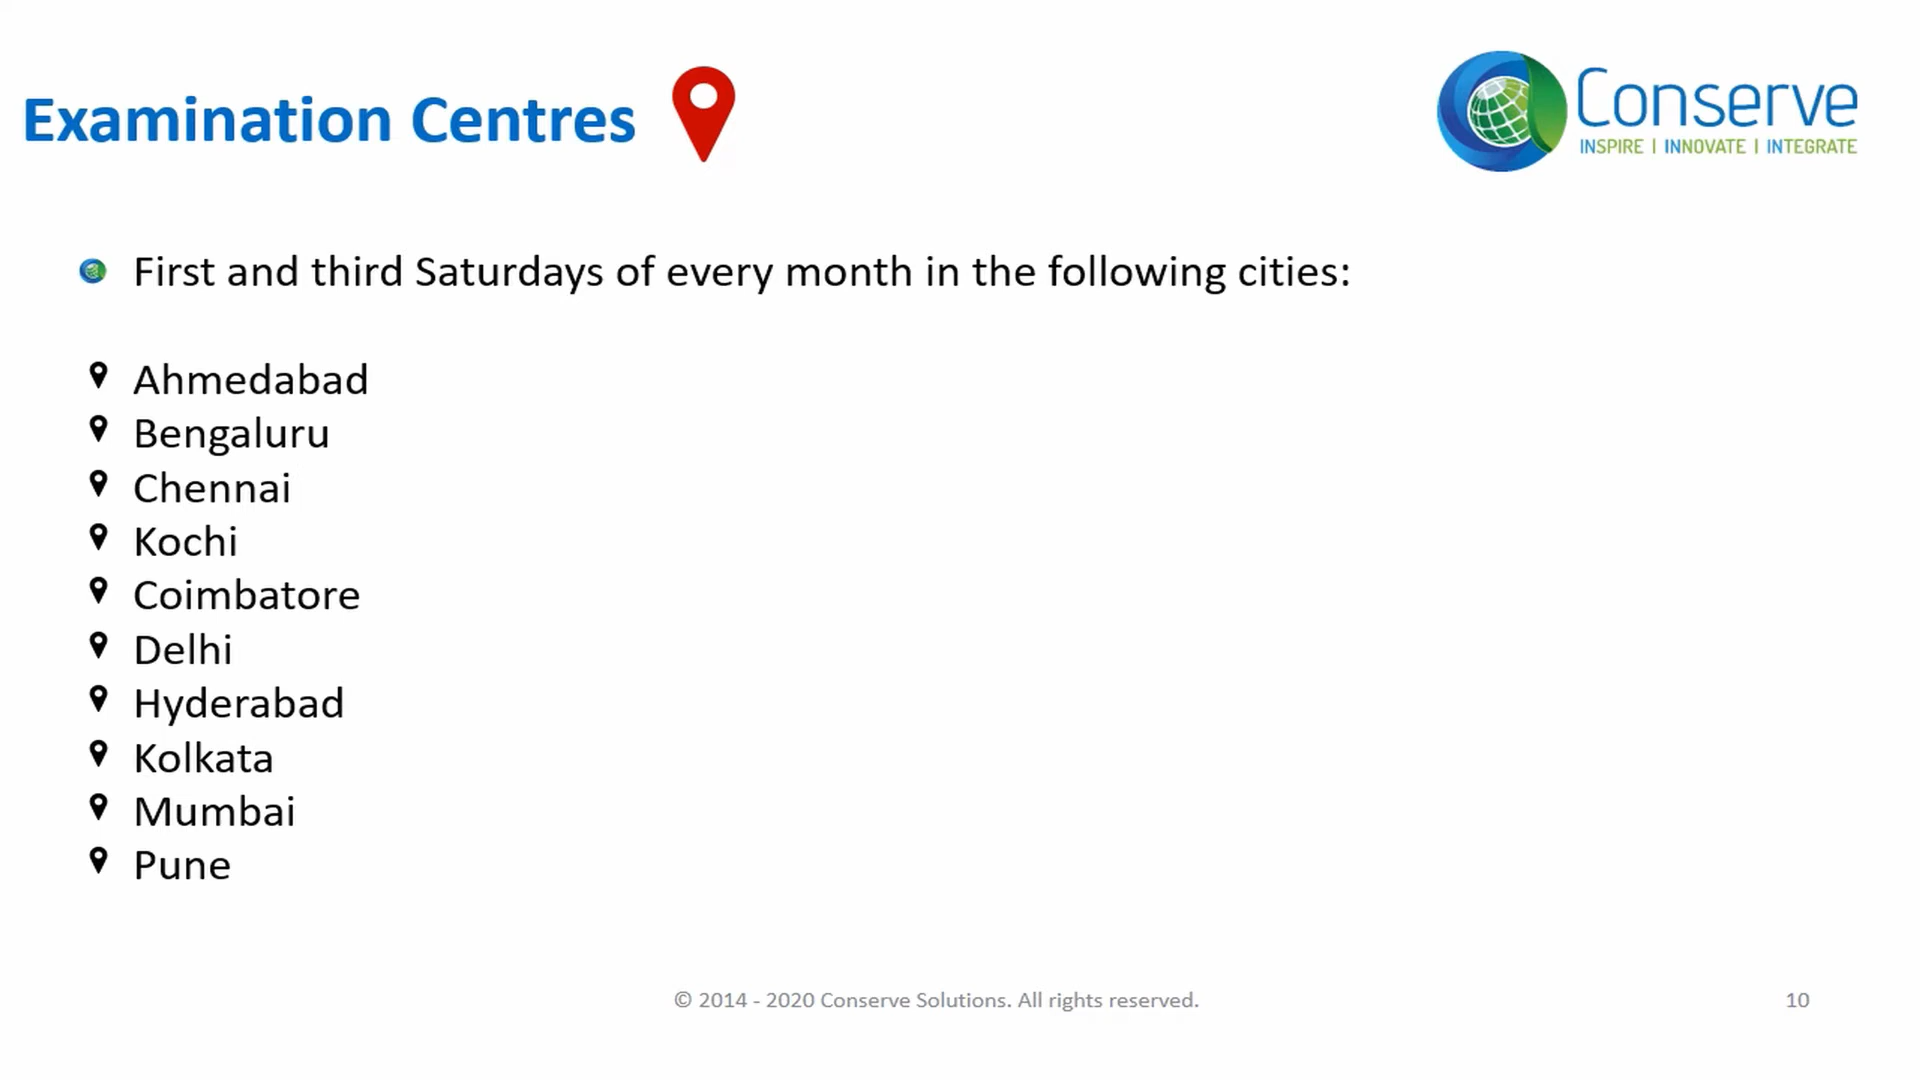 Examination Centres
Conserve
INSPIRE | INNOVATE | INTEGRATE
First and third Saturdays of every month in the following cities:
Ahmedabad
Bengaluru
Chennai
Kochi
Coimbatore
Delhi
Hyderabad
Kolkata
Mumbai
Pune
© 2014 - 2020 Conserve Solutions. All rights reserved.
10